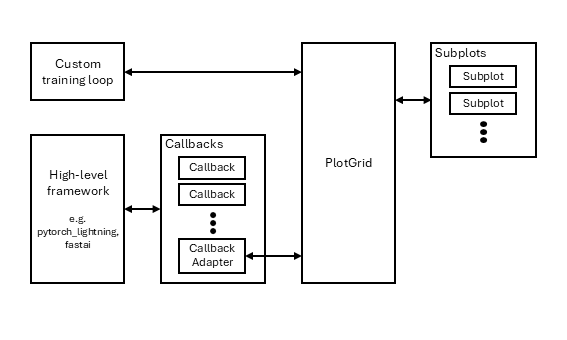 Custom
training loop
High-level
framework
e.g.
pytorch_lightning,
fastai
Callbacks
Callback
Callback
Callback
Adapter
PlotGrid
Subplots
Subplot
Subplot